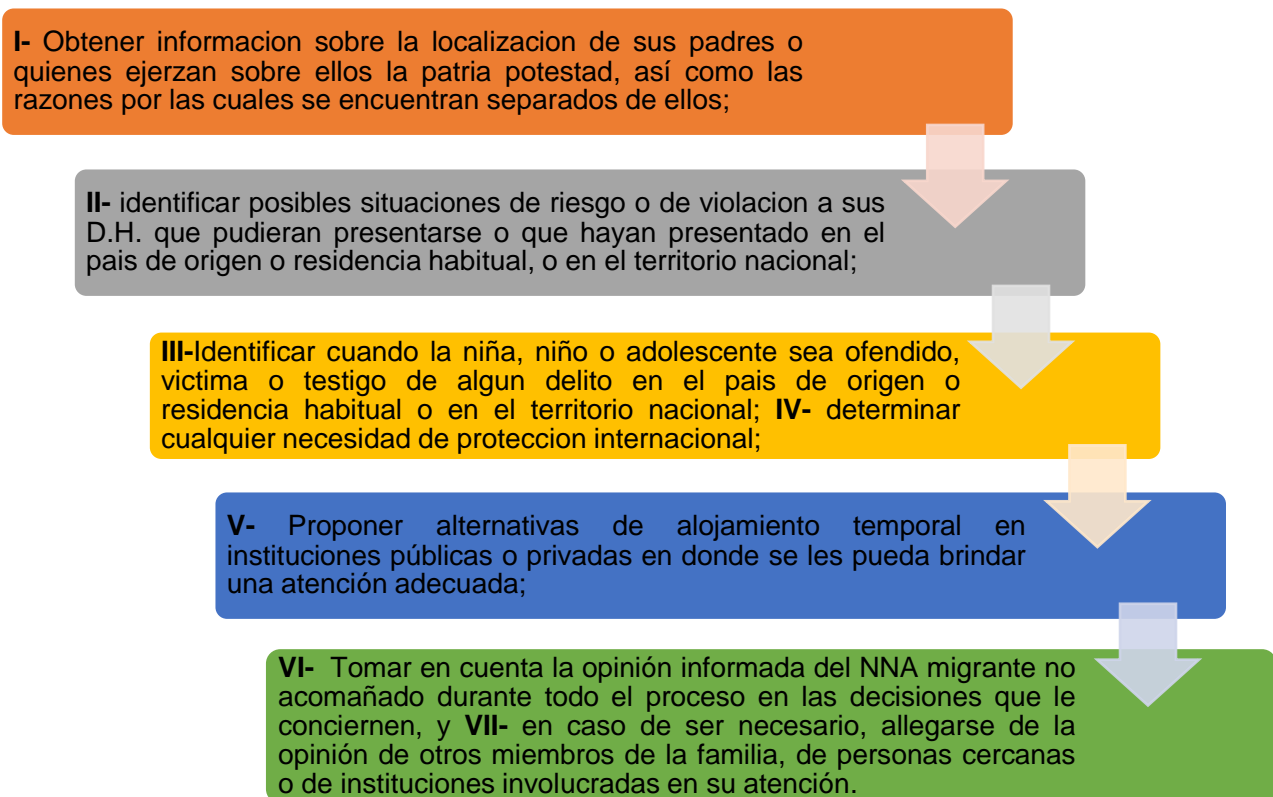 I- Obtener informacion sobre la localizacion de sus padres o
quienes ejerzan sobre ellos la patria potestad, así como las
razones por las cuales se encuentran separados de ellos;
II- identificar posibles situaciones de riesgo o de violacion a sus
D.H. que pudieran presentarse o que hayan presentado en el
pais de origen o residencia habitual, o en el territorio nacional;
III-Identificar cuando la niña, niño o adolescente sea ofendido,
victima o testigo de algun delito en el pais de origen o
residencia habitual o en el territorio nacional; IV- determinar
cualquier necesidad de proteccion internacional;
V- Proponer alternativas de alojamiento temporal en
instituciones públicas o privadas en donde se les pueda brindar
una atención adecuada;
VI- Tomar en cuenta la opinión informada del NNA migrante no
acomañado durante todo el proceso en las decisiones que le
conciernen, y VII- en caso de ser necesario, allegarse de la
opinión de otros miembros de la familia, de personas cercanas
o de instituciones involucradas en su atención.